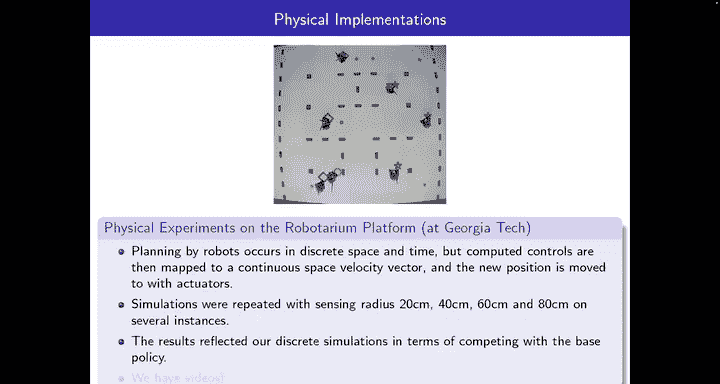 Physical Implementations
Physical Experiments on the Robotarium Platform (at Georgia Tech)
Planning by robots occurs in discrete space and time, but computed controls are
then mapped to a continuous space velocity vector, and the new position is moved
to with actuators.
Simulations were repeated with sensing radius 20cm, 40cm, 60cm and 80cm on
several instances.
The results reflected our discrete simulations in terms of competing with the base
policy.
We have videos!